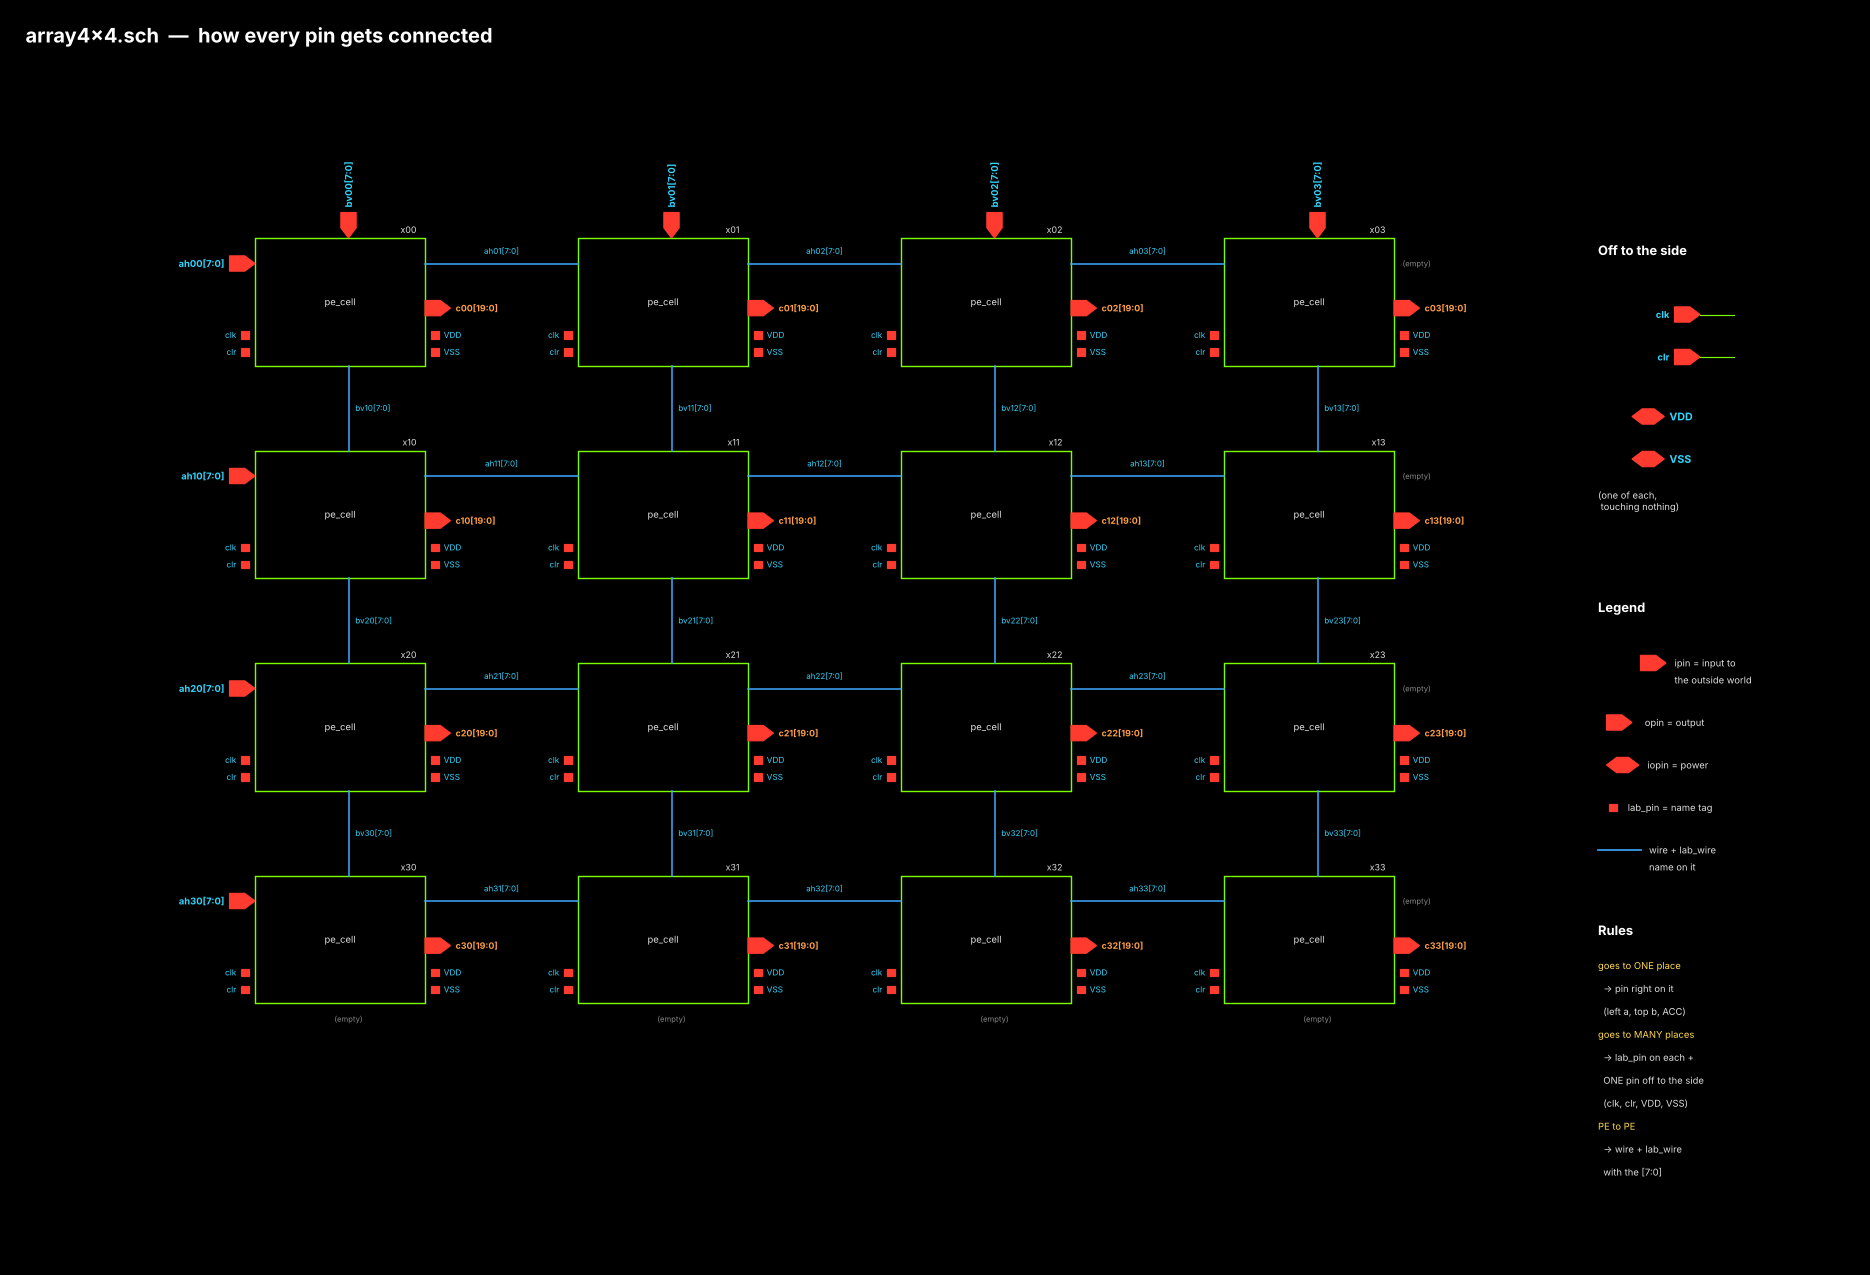 array4×4.sch — how every pin gets connected
bv00[7:0]
bv01[7:0]
bv02[7:0]
bv03[7:0]
x00
x01
x02
x03
ah00[7:0]
ah01[7:0]
ah02[7:0]
ah03[7:0]
(empty)
pe_cell
pe_cell
pe_cell
pe_cell
c00[19:0]
c01[19:0]
c02[19:0]
c03[19:0]
clk
VDD
clk
VDD
clk
VDD
clk
VDD
clr
VSS
clr
VSS
clr
VSS
clr
VSS
bv10[7:0]
bv11[7:0]
bv12[7:0]
bv13[7:0]
x10
x11
x12
x13
ah10[7:0]
ah11[7:0]
ah12[7:0]
ah13[7:0]
(empty)
pe_cell
pe_cell
pe_cell
pe_cell
c10[19:0]
c11[19:0]
c12[19:0]
c13[19:0]
clk
VDD
clk
VDD
clk
VDD
clk
VDD
clr
VSS
clr
VSS
clr
VSS
clr
VSS
bv20[7:0]
bv21[7:0]
bv22[7:0]
bv23[7:0]
x20
x21
x22
x23
ah20[7:0]
ah21[7:0]
ah22[7:0]
ah23[7:0]
(empty)
pe_cell
pe_cell
pe_cell
pe_cell
c20[19:0]
c21[19:0]
c22[19:0]
c23[19:0]
clk
VDD
clk
VDD
clk
VDD
clk
VDD
clr
VSS
clr
VSS
clr
VSS
clr
VSS
bv30[7:0]
bv31[7:0]
bv32[7:0]
bv33[7:0]
x30
x31
x32
x33
ah30[7:0]
ah31[7:0]
ah32[7:0]
ah33[7:0]
(empty)
pe_cell
pe_cell
pe_cell
pe_cell
c30[19:0]
c31[19:0]
c32[19:0]
c33[19:0]
clk
VDD
clk
VDD
clk
VDD
clk
VDD
clr
VSS
clr
VSS
clr
VSS
clr
VSS
(empty)
(empty)
(empty)
(empty)
Off to the side
clk
clr
VDD
VSS
(one of each,
touching nothing)
Legend
ipin = input to
the outside world
opin = output
iopin = power
lab_pin = name tag
wire + lab_wire
name on it
Rules
goes to ONE place
→ pin right on it
(left a, top b, ACC)
goes to MANY places
→ lab_pin on each +
ONE pin off to the side
(clk, clr, VDD, VSS)
PE to PE
→ wire + lab_wire
with the [7:0]